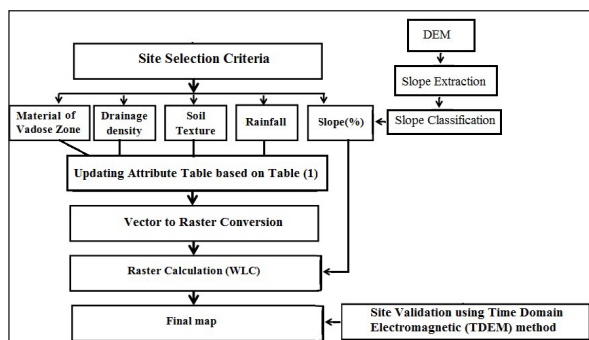 DEM
Site Selection Criteria
Slope Extraction
Material of
Vadose Zone
Drainage
density
Soil
Texture
Rainfall
Slope(%)
Slope Classification
Updating Attribute Table based on Table (1)
Vector to Raster Conversion
Raster Calculation (WLC)
Final map
Site Validation using Time Domain
Electromagnetic (TDEM) method